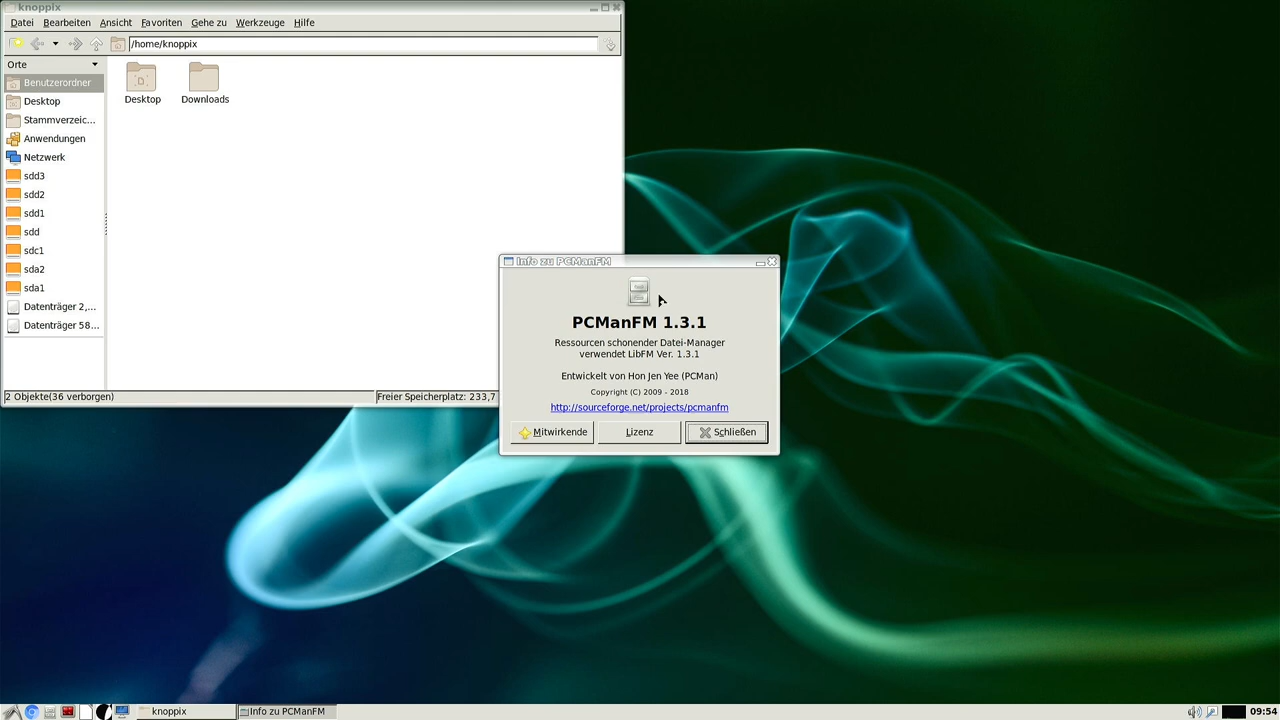 knoppix
Datei Bearbeiten Ansicht Favoriten Gehe zu Werkzeuge Hilfe
/home/knoppix
Orte
Benutzerordner
Desktop
Stammverzeic...
Anwendungen
Netzwerk
sdd3
sdd2
sdd1
sdd
sdc1
sda2
sda1
Datenträger 2,...
Datenträger 58...
Desktop Downloads
2 Objekte(36 verborgen) Freier Speicherplatz: 233,7
Info zu PCManFM
PCManFM 1.3.1
Ressourcen schonender Datei-Manager
verwendet LibFM Ver. 1.3.1
Entwickelt von Hon Jen Yee (PCMan)
Copyright (C) 2009 - 2018
http://sourceforge.net/projects/pcmanfm
Mitwirkende Lizenz Schließen
knoppix Info zu PCManFM 09:54